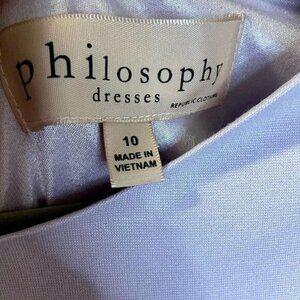 philosophy
dresses
REPUBLIC CLOTHING
10
MADE IN
VIETNAM